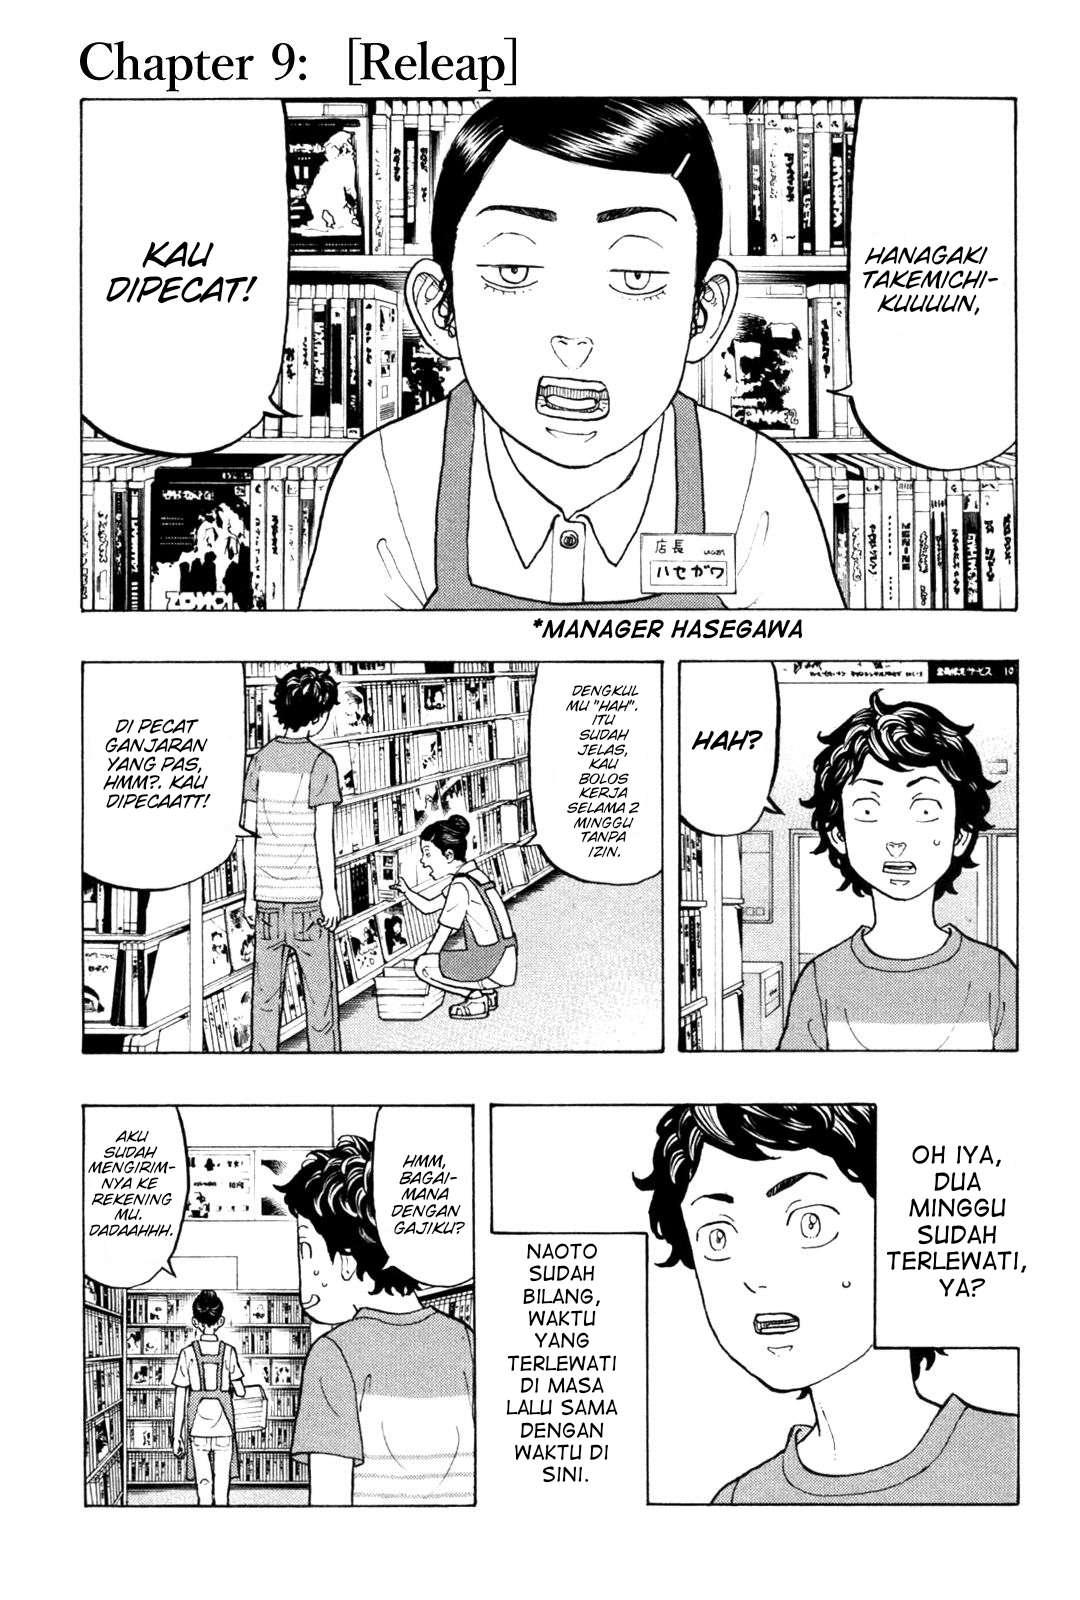 Chapter 9: [Releap]
HANAGAKI
TAKEMICHI-
KUUUUN,
KAU
DIPECAT!
店長
ハセガワ
*MANAGER HASEGAWA
HAH?
DENGKUL
MU "HAH".
ITU
SUDAH
JELAS,
KAU
BOLOS
KERJA
SELAMA 2
MINGGU
TANPA
IZIN.
DI PECAT
GANJARAN
YANG PAS,
HMM?. KAU
DIPECAATT!
OH IYA,
DUA
MINGGU
SUDAH
TERLEWATI,
YA?
NAOTO
SUDAH
BILANG,
WAKTU
YANG
TERLEWATI
DI MASA
LALU SAMA
DENGAN
WAKTU DI
SINI.
HMM,
BAGAI-
MANA
DENGAN
GAJIKU?
AKU
SUDAH
MENGIRIM-
NYA KE
REKENING
MU.
DADAAHHH.